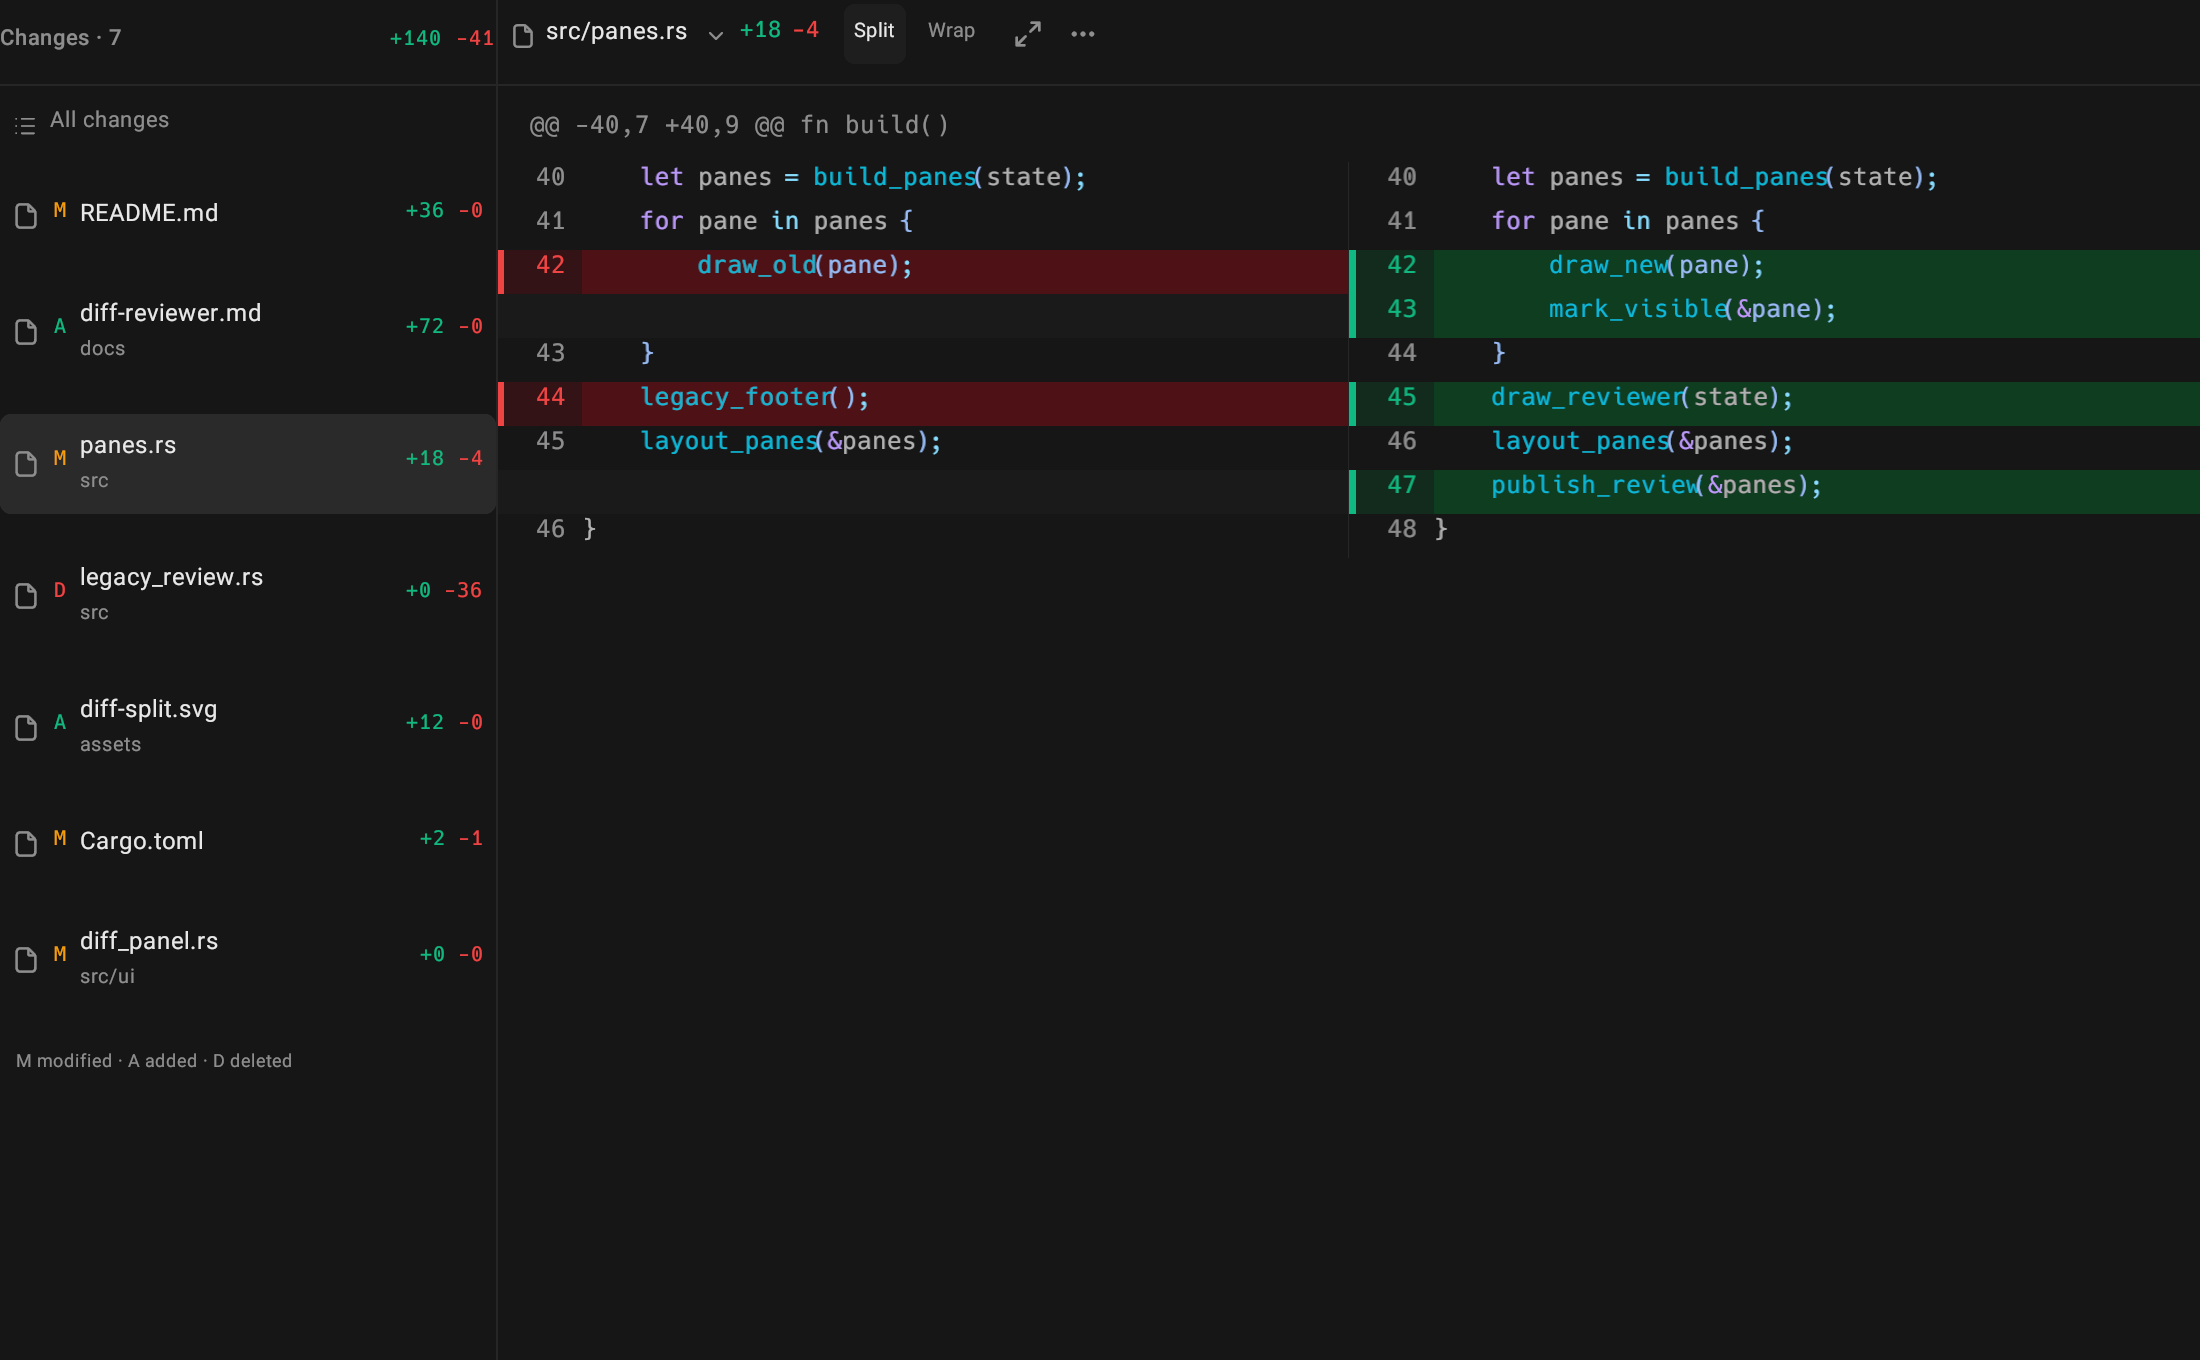 Changes · 7 +140 -41
All changes
M README.md +36 -0
A diff-reviewer.md +72 -0
docs
M panes.rs +18 -4
src
D legacy_review.rs +0 -36
src
A diff-split.svg +12 -0
assets
M Cargo.toml +2 -1
M diff_panel.rs +0 -0
src/ui
M modified · A added · D deleted
src/panes.rs +18 -4 Split Wrap
@@ -40,7 +40,9 @@ fn build()
40 let panes = build_panes(state);
41 for pane in panes {
42 draw_old(pane);
43 }
44 legacy_footer();
45 layout_panes(&panes);
46 }
40 let panes = build_panes(state);
41 for pane in panes {
42 draw_new(pane);
43 mark_visible(&pane);
44 }
45 draw_reviewer(state);
46 layout_panes(&panes);
47 publish_review(&panes);
48 }